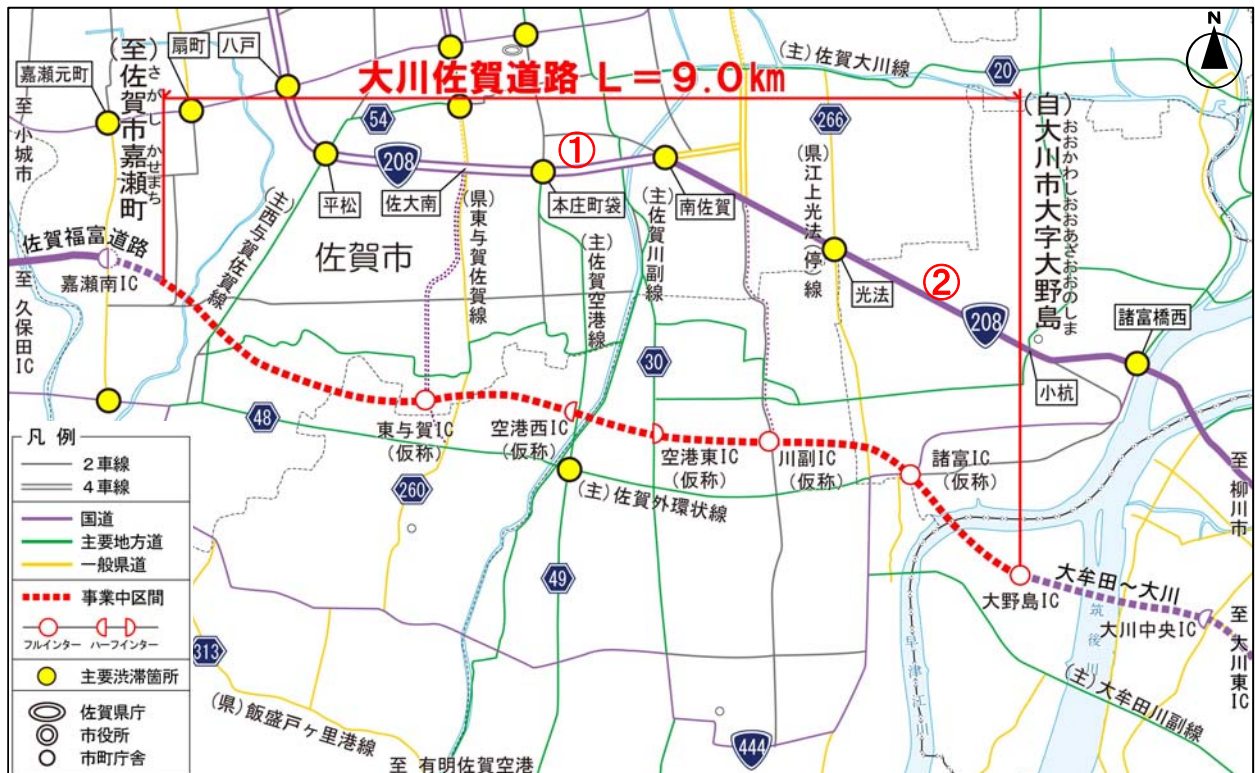 大川佐賀道路 L=9.0km
N
(至)佐賀市嘉瀬町
さがし かせまち
(自)大川市大字大野島
おおかわしおおあざおおのしま
嘉瀬元町
扇町
八戸
至 小城市
(主)佐賀大川線
20
54
208
①
266
平松
佐大南
本庄町袋
南佐賀
(主)西与賀佐賀線
佐賀市
(県)東与賀佐賀線
(主)佐賀空港線
(主)佐賀川副線
(県)江上光法(停)線
光法
②
208
諸富橋西
小杭
佐賀福富道路
嘉瀬南IC
至 久保田IC
30
48
東与賀IC
(仮称)
空港西IC
(仮称)
空港東IC
(仮称)
川副IC
(仮称)
諸富IC
(仮称)
至 柳川市
260
(主)佐賀外環状線
49
大野島IC
大牟田~大川
大川中央IC
至 大川東IC
筑後川
早津江川
(主)大牟田川副線
313
(県)飯盛戸ヶ里港線
444
至 有明佐賀空港
凡 例
2車線
4車線
国道
主要地方道
一般県道
事業中区間
フルインター ハーフインター
主要渋滞箇所
佐賀県庁
市役所
市町庁舎